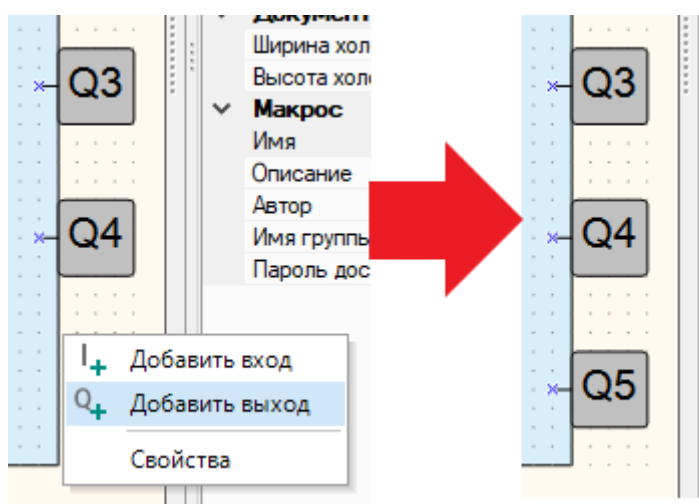 Документ
Q3
Ширина хол
Высота хол
Макрос
Имя
Описание
Автор
Q4
Имя группы
Пароль дос
I+ Добавить вход
Q+ Добавить выход
Свойства
Q3
Q4
Q5